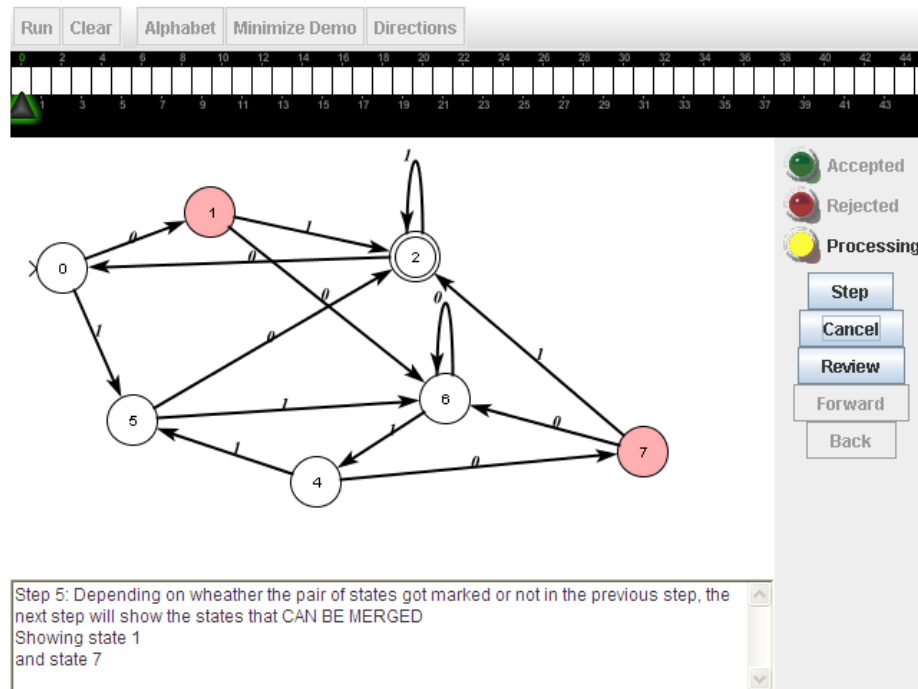 Run Clear Alphabet Minimize Demo Directions
0 2 4 6 8 10 12 14 16 18 20 22 24 26 28 30 32 34 36 38 40 42 44
1 3 5 7 9 11 13 15 17 19 21 23 25 27 29 31 33 35 37 39 41 43
Accepted
Rejected
Processing
Step
Cancel
Review
Forward
Back
1
1
1
0
0
2
0
0
1
0
0
0
1
5
1
6
1
0
1
4
0
7
Step 5: Depending on wheather the pair of states got marked or not in the previous step, the
next step will show the states that CAN BE MERGED
Showing state 1
and state 7